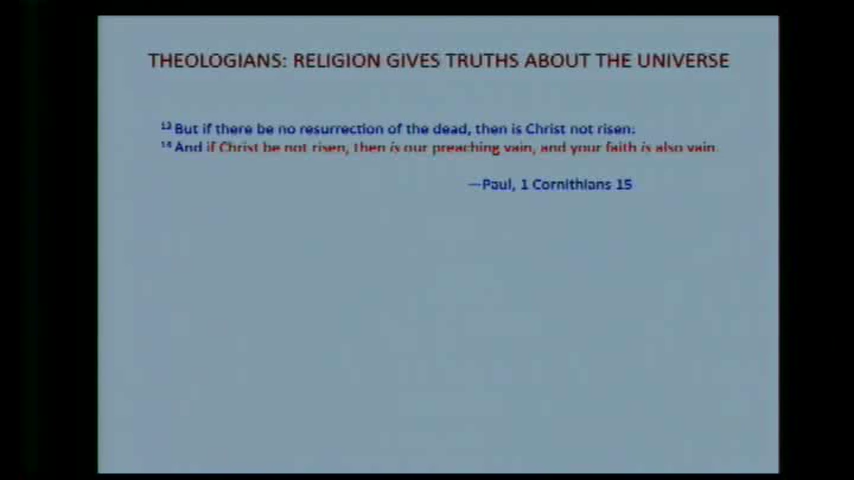 THEOLOGIANS: RELIGION GIVES TRUTHS ABOUT THE UNIVERSE
13 But if there be no resurrection of the dead, then is Christ not risen:
14 And if Christ be not risen, then is our preaching vain, and your faith is also vain.
—Paul, 1 Cornithians 15